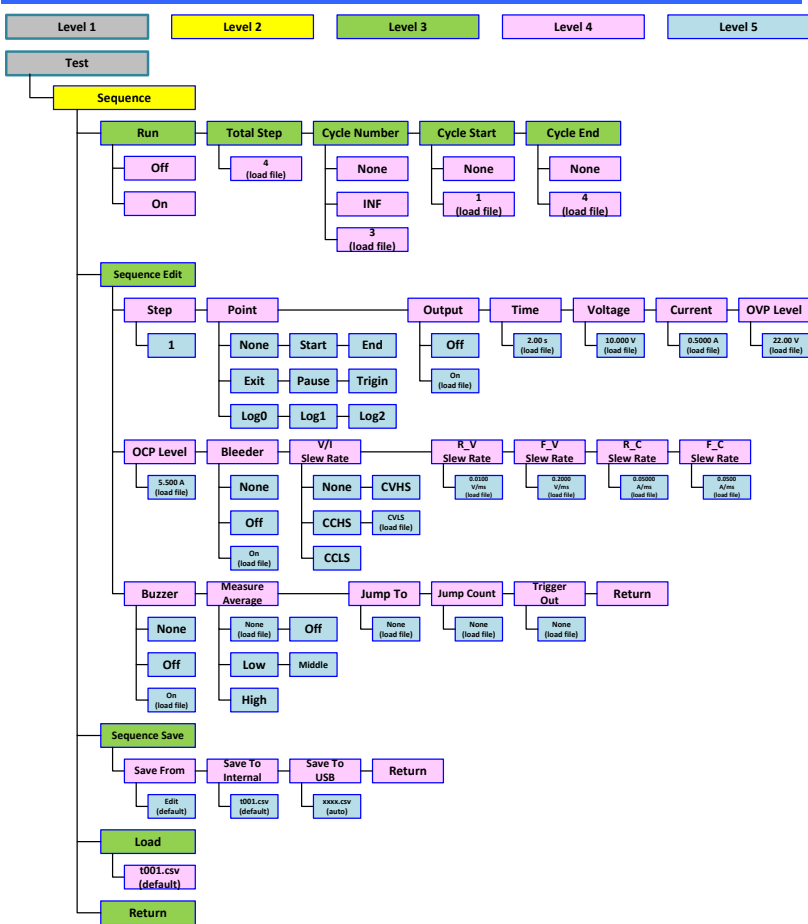 Level 1 Level 2 Level 3 Level 4 Level 5
Test
Sequence
Run Total Step Cycle Number Cycle Start Cycle End
Off 4 None None None
(load file)
On INF 1 4
(load file) (load file)
3
(load file)
Sequence Edit
Step Point Output Time Voltage Current OVP Level
1 None Start End Off 2.00 s 10.000 V 0.5000 A 22.00 V
(load file) (load file) (load file) (load file)
Exit Pause Trigin On
(load file)
Log0 Log1 Log2
OCP Level Bleeder V/I R_V F_V R_C F_C
Slew Rate Slew Rate Slew Rate Slew Rate Slew Rate
5.500 A None None CVHS 0.0100 0.2000 0.05000 0.0500
(load file) V/ms V/ms A/ms A/ms
(load file) (load file) (load file) (load file)
Off CCHS CVLS
(load file)
On CCLS
(load file)
Buzzer Measure Jump To Jump Count Trigger Return
Average Out
None None Off None None None
(load file) (load file) (load file) (load file)
Off Low Middle
On High
(load file)
Sequence Save
Save From Save To Save To Return
Internal USB
Edit t001.csv xxxx.csv
(default) (default) (auto)
Load
t001.csv
(default)
Return